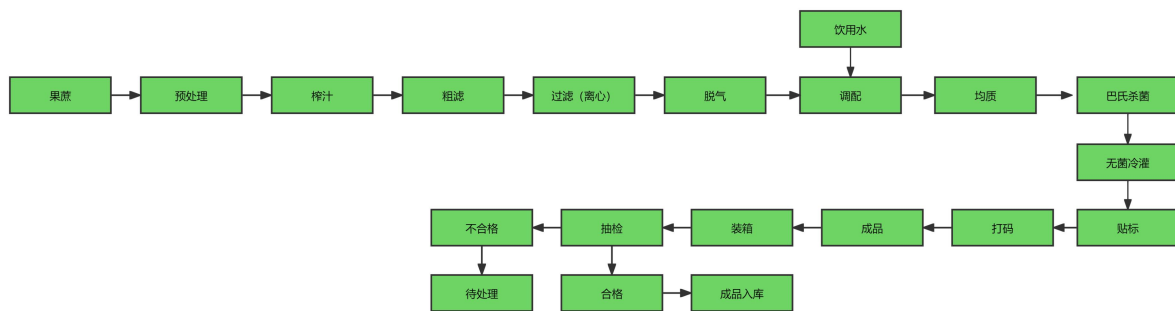 饮用水
果蔗
预处理
榨汁
粗滤
过滤（离心）
脱气
调配
均质
巴氏杀菌
无菌冷灌
贴标
打码
成品
装箱
抽检
不合格
待处理
合格
成品入库